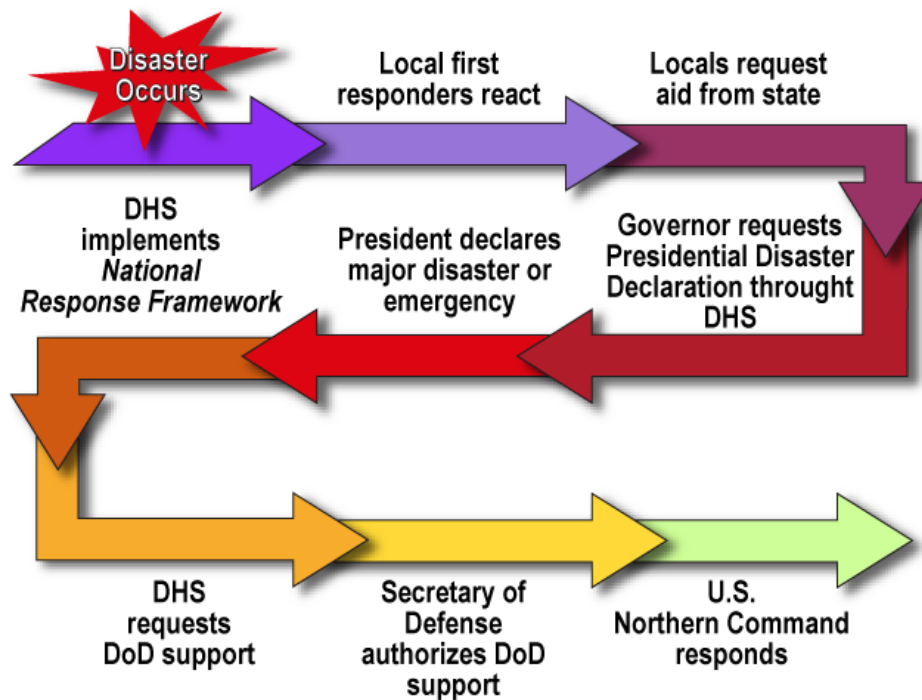 Disaster
Occurs
Local first
responders react
Locals request
aid from state
Governor requests
Presidential Disaster
Declaration throught
DHS
President declares
major disaster or
emergency
DHS
implements
National
Response Framework
DHS
requests
DoD support
Secretary of
Defense
authorizes DoD
support
U.S.
Northern Command
responds